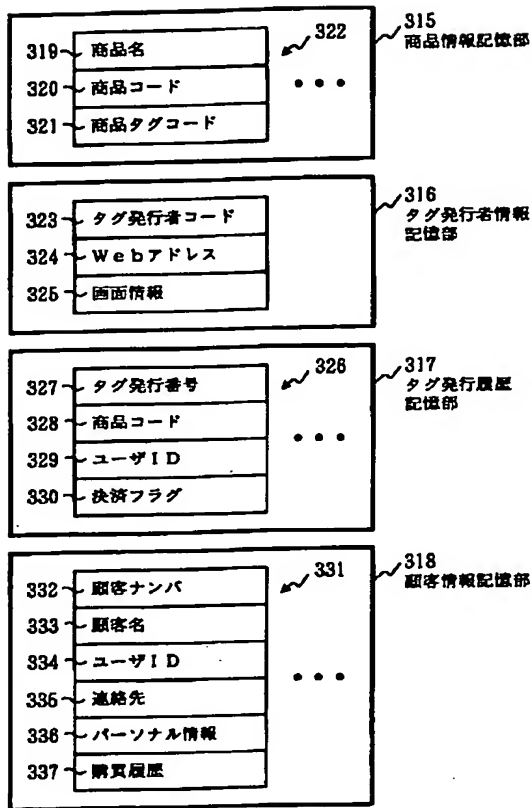 315
商品情報記憶部
322
319 商品名
320 商品コード
321 商品タグコード
316
タグ発行者情報
記憶部
323 タグ発行者コード
324 Webアドレス
325 画面情報
317
タグ発行履歴
記憶部
326
327 タグ発行番号
328 商品コード
329 ユーザID
330 決済フラグ
318
顧客情報記憶部
331
332 顧客ナンバ
333 顧客名
334 ユーザID
335 連絡先
336 パーソナル情報
337 購買履歴